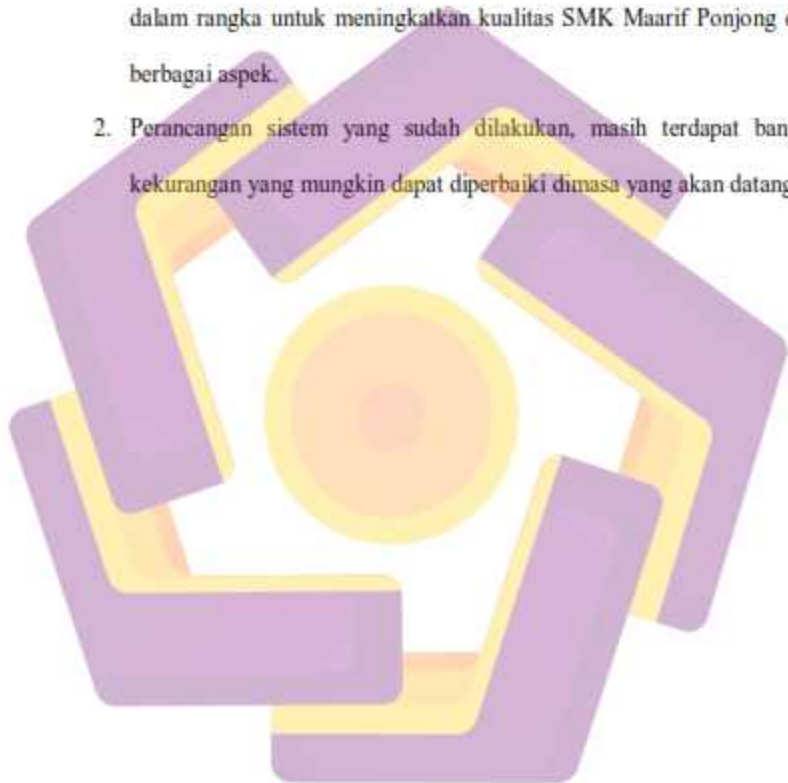 dalam rangka untuk meningkatkan kualitas SMK Maarif Ponjong
berbagai aspek.
2. Perancangan sistem yang sudah dilakukan, masih terdapat
kekurangan yang mungkin dapat diperbaiki dimasa yang akan datang